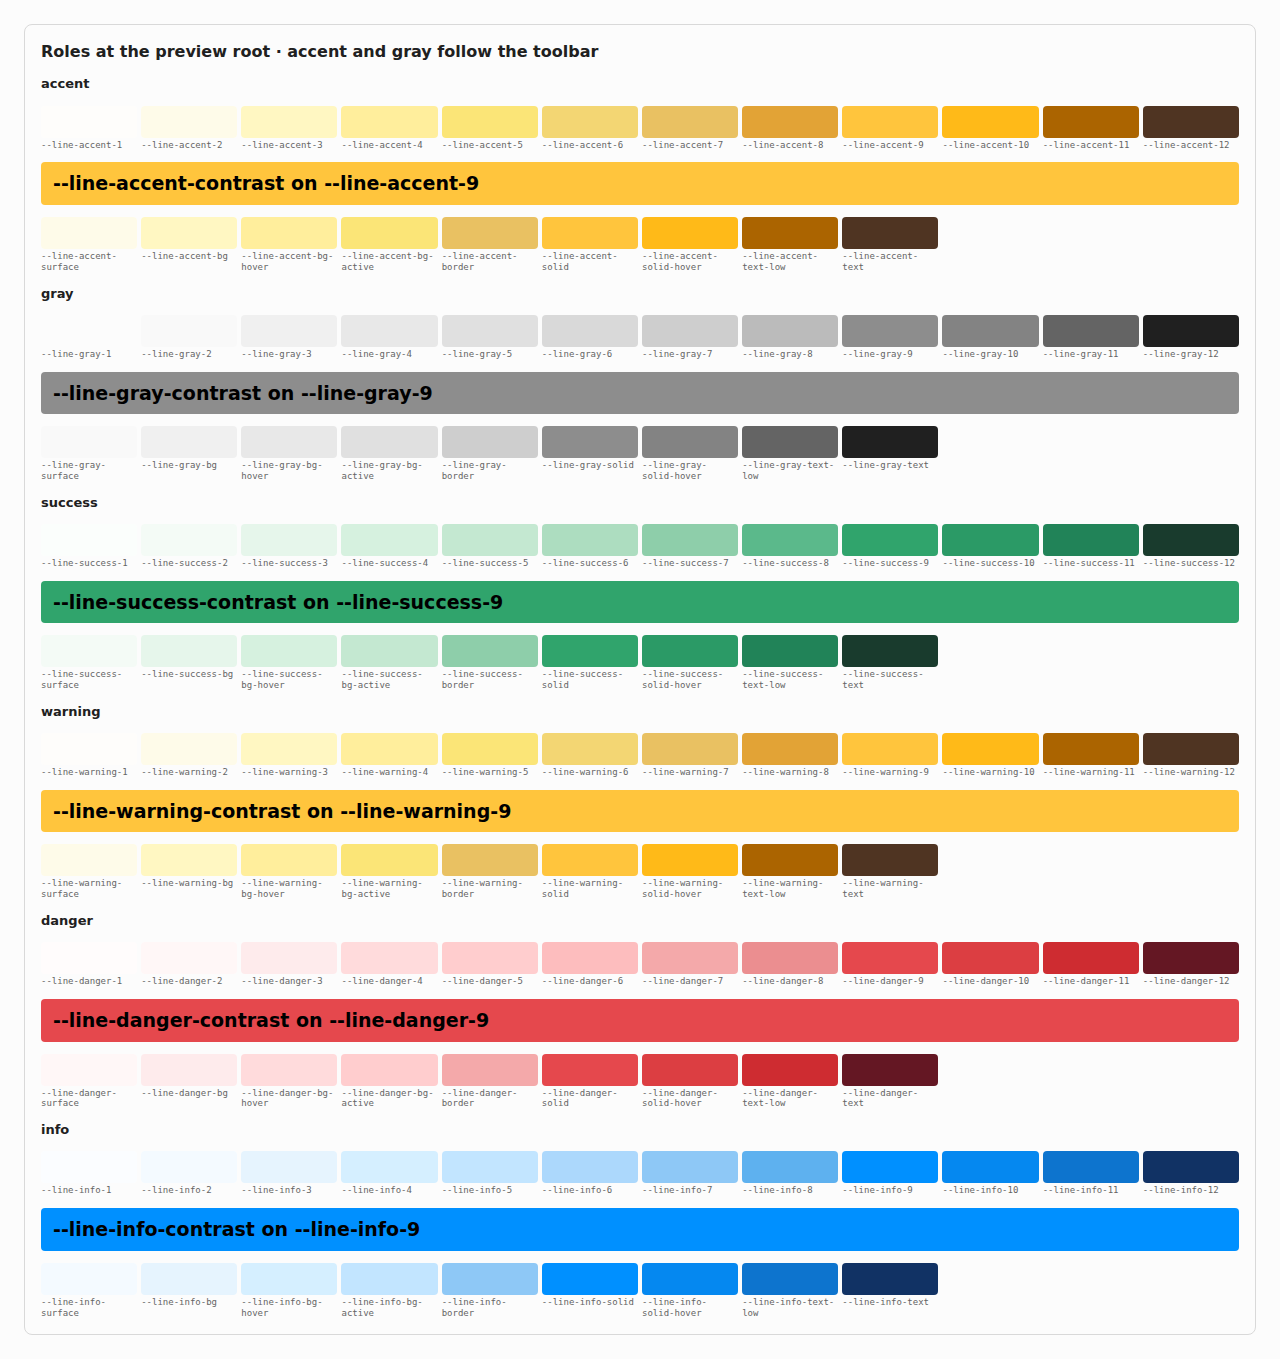 Roles at the preview root · accent and gray follow the toolbar
accent
--line-accent-1 --line-accent-2 --line-accent-3 --line-accent-4 --line-accent-5 --line-accent-6 --line-accent-7 --line-accent-8 --line-accent-9 --line-accent-10 --line-accent-11 --line-accent-12
--line-accent-contrast on --line-accent-9
--line-accent- --line-accent-bg --line-accent-bg- --line-accent-bg- --line-accent- --line-accent- --line-accent- --line-accent- --line-accent-
surface hover active border solid solid-hover text-low text
gray
--line-gray-1 --line-gray-2 --line-gray-3 --line-gray-4 --line-gray-5 --line-gray-6 --line-gray-7 --line-gray-8 --line-gray-9 --line-gray-10 --line-gray-11 --line-gray-12
--line-gray-contrast on --line-gray-9
--line-gray- --line-gray-bg --line-gray-bg- --line-gray-bg- --line-gray- --line-gray-solid --line-gray- --line-gray-text- --line-gray-text
surface hover active border solid-hover low
success
--line-success-1 --line-success-2 --line-success-3 --line-success-4 --line-success-5 --line-success-6 --line-success-7 --line-success-8 --line-success-9 --line-success-10 --line-success-11 --line-success-12
--line-success-contrast on --line-success-9
--line-success- --line-success-bg --line-success- --line-success- --line-success- --line-success- --line-success- --line-success- --line-success-
surface bg-hover bg-active border solid solid-hover text-low text
warning
--line-warning-1 --line-warning-2 --line-warning-3 --line-warning-4 --line-warning-5 --line-warning-6 --line-warning-7 --line-warning-8 --line-warning-9 --line-warning-10 --line-warning-11 --line-warning-12
--line-warning-contrast on --line-warning-9
--line-warning- --line-warning-bg --line-warning- --line-warning- --line-warning- --line-warning- --line-warning- --line-warning- --line-warning-
surface bg-hover bg-active border solid solid-hover text-low text
danger
--line-danger-1 --line-danger-2 --line-danger-3 --line-danger-4 --line-danger-5 --line-danger-6 --line-danger-7 --line-danger-8 --line-danger-9 --line-danger-10 --line-danger-11 --line-danger-12
--line-danger-contrast on --line-danger-9
--line-danger- --line-danger-bg --line-danger-bg- --line-danger-bg- --line-danger- --line-danger- --line-danger- --line-danger- --line-danger-
surface hover active border solid solid-hover text-low text
info
--line-info-1 --line-info-2 --line-info-3 --line-info-4 --line-info-5 --line-info-6 --line-info-7 --line-info-8 --line-info-9 --line-info-10 --line-info-11 --line-info-12
--line-info-contrast on --line-info-9
--line-info- --line-info-bg --line-info-bg- --line-info-bg- --line-info- --line-info-solid --line-info- --line-info-text- --line-info-text
surface hover active border solid-hover low